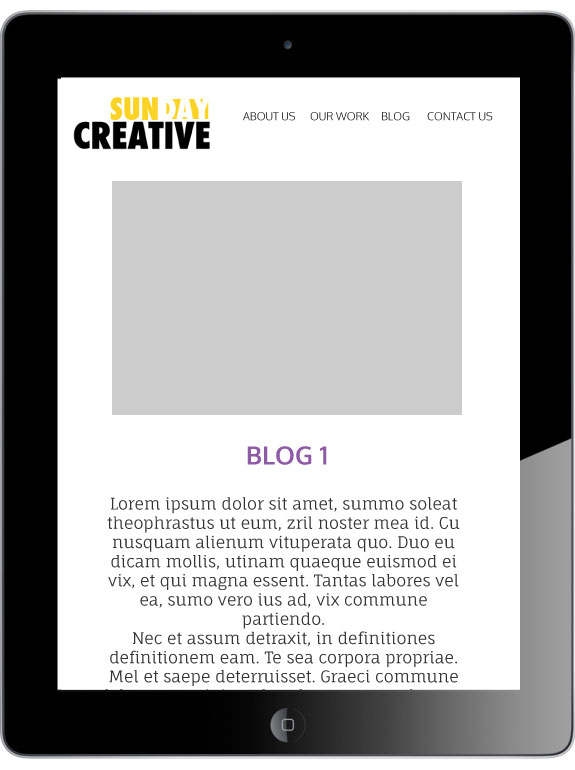 SUNDAY
CREATIVE
ABOUT US OUR WORK BLOG CONTACT US
BLOG 1
Lorem ipsum dolor sit amet, summo soleat
theophrastus ut eum, zril noster mea id. Cu
nusquam alienum vituperata quo. Duo eu
dicam mollis, utinam quaeque euismod ei
vix, et qui magna essent. Tantas labores vel
ea, sumo vero ius ad, vix commune
partiendo.
Nec et assum detraxit, in definitiones
definitionem eam. Te sea corpora propriae.
Mel et saepe deterruisset. Graeci commune